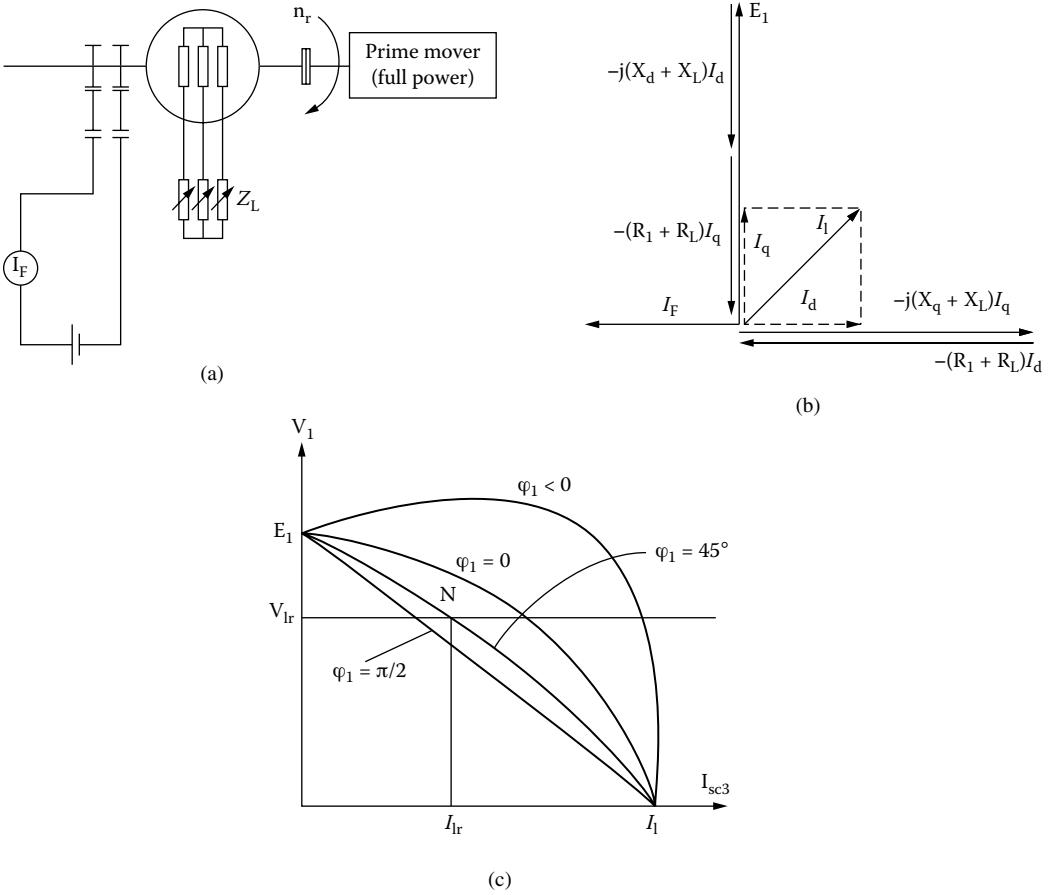 n_r
Prime mover
(full power)
Z_L
I_F
(a)
E_1
–j(X_d + X_L)I_d
–(R_1 + R_L)I_q
I_q
I_l
I_d
I_F
–j(X_q + X_L)I_q
–(R_1 + R_L)I_d
(b)
V_1
φ_1 < 0
E_1
φ_1 = 0
φ_1 = 45°
N
V_lr
φ_1 = π/2
I_sc3
I_lr
I_l
(c)